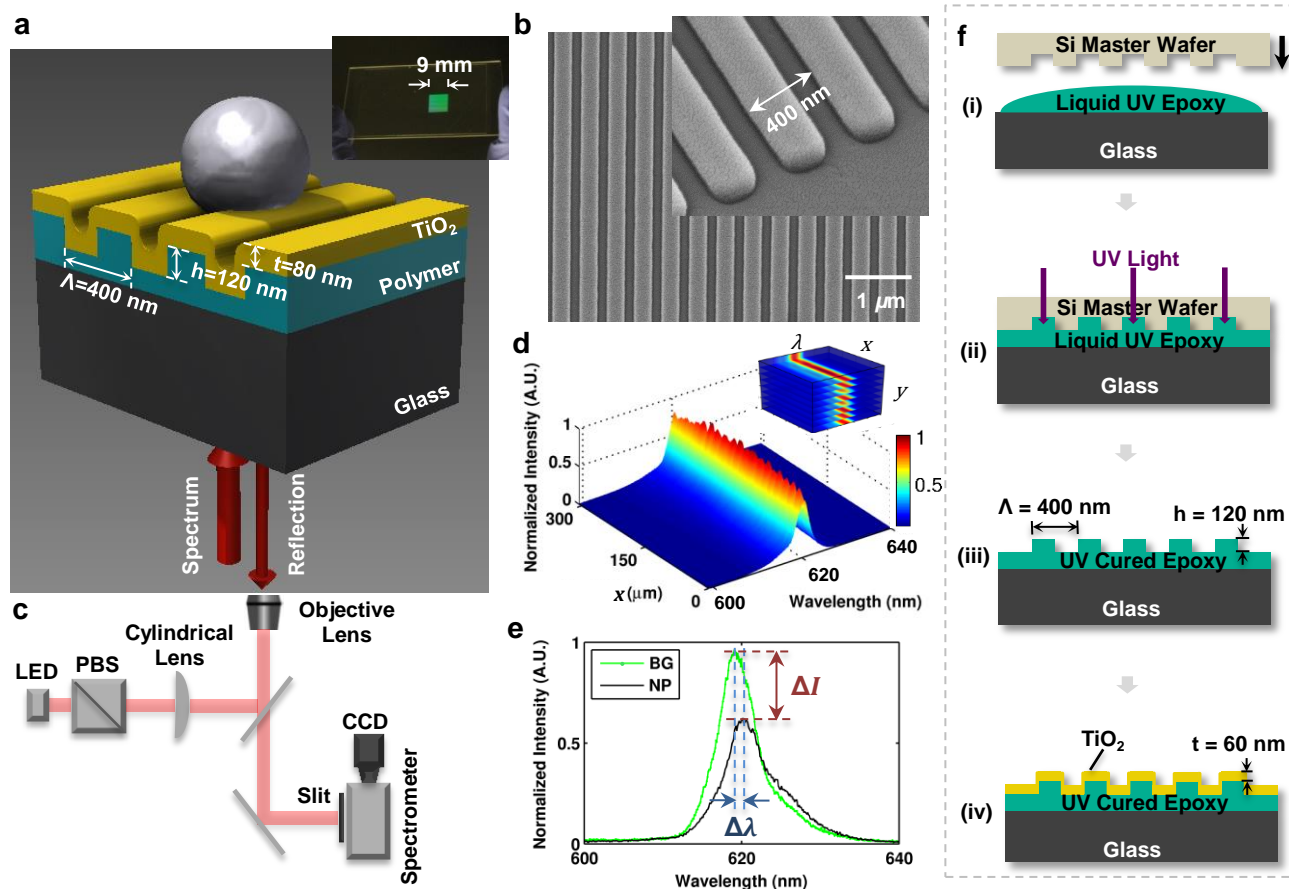 a
9 mm
TiO2
t=80 nm
h=120 nm
Polymer
Λ=400 nm
Glass
Spectrum
Reflection
b
400 nm
1 µm
c
Objective
Lens
Cylindrical
Lens
PBS
LED
CCD
Slit
Spectrometer
d
λ
x
y
Normalized Intensity (A.U.)
1
0.5
0
300
150
0
x(µm)
600
620
640
Wavelength (nm)
1
0.5
e
Normalized Intensity (A.U.)
1
0.5
0
BG
NP
ΔI
Δλ
600
620
640
Wavelength (nm)
f
Si Master Wafer
(i)
Liquid UV Epoxy
Glass
UV Light
Si Master Wafer
(ii)
Liquid UV Epoxy
Glass
Λ = 400 nm
h = 120 nm
(iii)
UV Cured Epoxy
Glass
TiO2
t = 60 nm
(iv)
UV Cured Epoxy
Glass